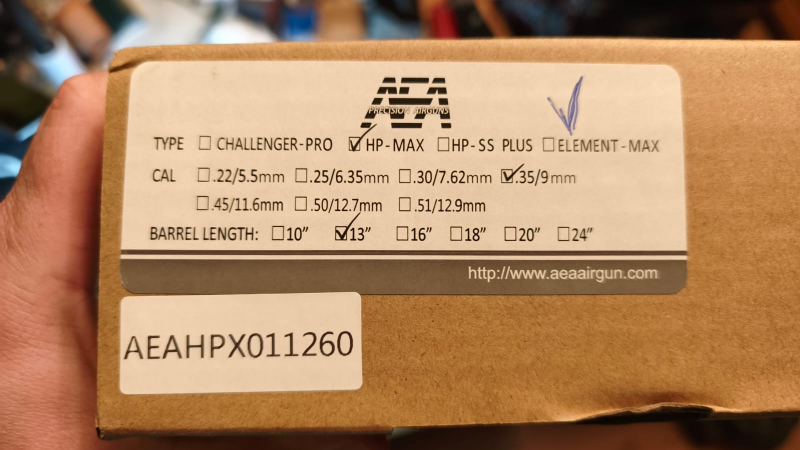 AEA
PRECISION AIRGUNS
TYPE ☐ CHALLENGER-PRO ☑ HP-MAX ☐ HP-SS PLUS ☐ ELEMENT-MAX
CAL ☐ .22/5.5mm ☐ .25/6.35mm ☐ .30/7.62mm ☑ .35/9mm
☐ .45/11.6mm ☐ .50/12.7mm ☐ .51/12.9mm
BARREL LENGTH: ☐ 10" ☑ 13" ☐ 16" ☐ 18" ☐ 20" ☐ 24"
http://www.aeaairgun.com
AEAHPX011260